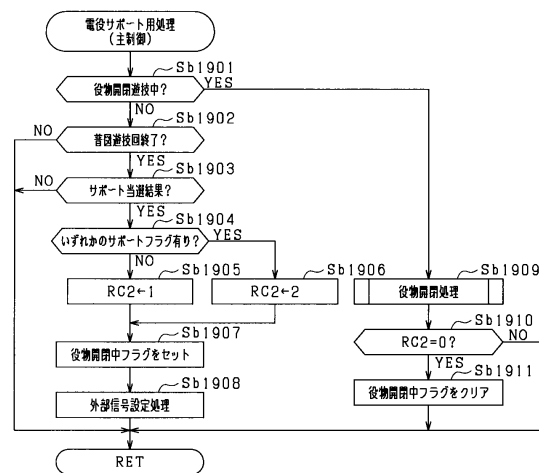 電役サポート用処理
(主制御)
Sb1901
役物開閉遊技中?
YES
NO
Sb1902
普図遊技回終了?
NO
YES
Sb1903
サポート当選結果?
NO
YES
Sb1904
いずれかのサポートフラグ有り?
YES
NO
Sb1905
RC2←1
Sb1906
RC2←2
Sb1909
役物開閉処理
Sb1907
役物開閉中フラグをセット
Sb1910
RC2=0?
NO
YES
Sb1908
外部信号設定処理
Sb1911
役物開閉中フラグをクリア
RET